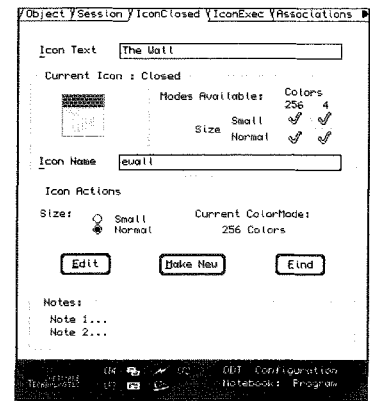 Object Session IconClosed IconExec Associations
Icon Text The Wall
Current Icon : Closed
Modes Available: Colors
256 4
Size Small
Normal
Icon Name ewall
Icon Actions
Size: Small Current ColorMode:
Normal 256 Colors
Edit Make New Find
Notes:
Note 1...
Note 2...
ODT Configuration
Notebook: Program